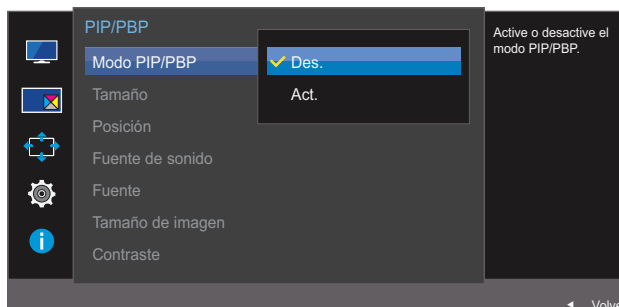 PIP/PBP
Modo PIP/PBP
Des.
Tamaño
Act.
Posición
Fuente de sonido
Fuente
Tamaño de imagen
Contraste
Active o desactive el
modo PIP/PBP.